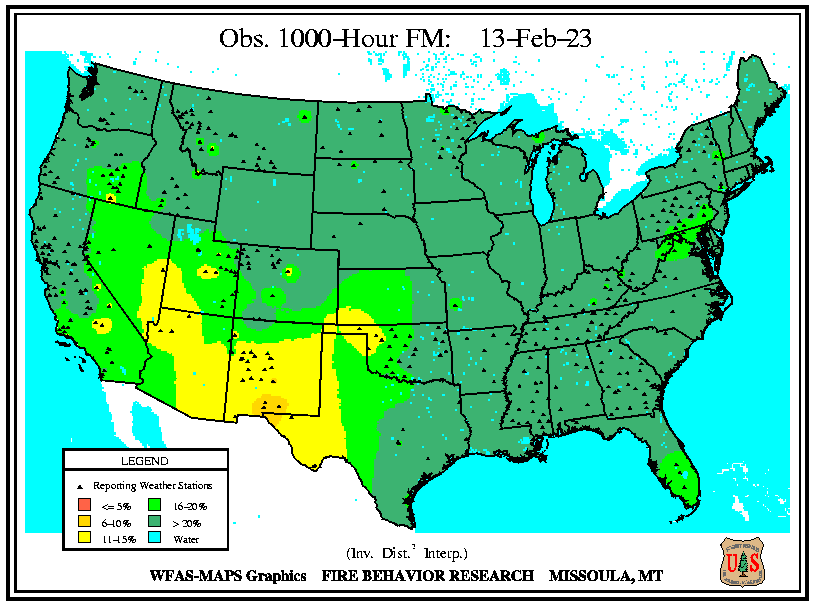 Obs. 1000-Hour FM: 13-Feb-23
LEGEND
Reporting Weather Stations
<= 5% 16-20%
6-10% > 20%
11-15% Water
(Inv. Dist.² Interp.)
WFAS-MAPS Graphics FIRE BEHAVIOR RESEARCH MISSOULA, MT
U S